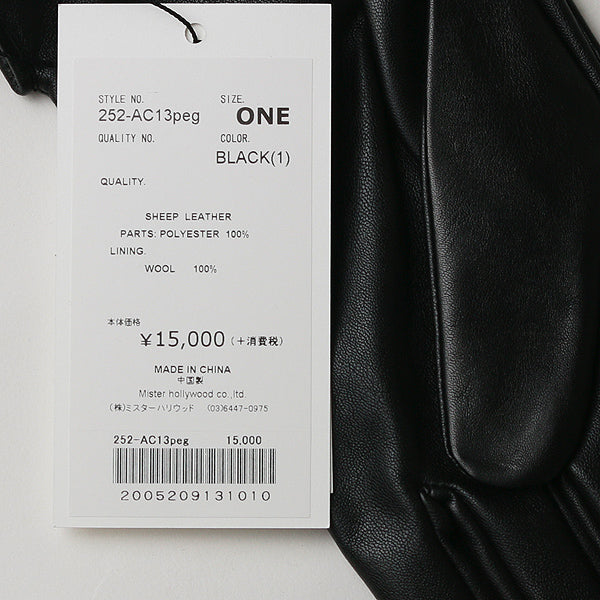 STYLE NO. SIZE.
252-AC13peg ONE
QUALITY NO. COLOR.
BLACK(1)
QUALITY.
SHEEP LEATHER
PARTS: POLYESTER 100%
LINING.
WOOL 100%
本体価格
¥15,000 (+消費税)
MADE IN CHINA
中国製
Mister hollywood co.,ltd.
(株)ミスターハリウッド (03)6447-0975
252-AC13peg 15,000
2005209131010